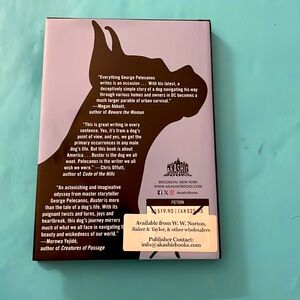 "Everything George Pelecanos
writes is an occasion . . . With his latest, a
deceptively simple story of a dog navigating his way
through various homes and owners in DC becomes a
much larger parable of urban survival."
—Megan Abbott,
author of Beware the Woman
"This is great writing in every
sentence. Yes, it's from a dog's
point of view, and yes, we get the
primary occurrences in any male
dog's life. But this book is about
America . . . Buster is the dog we
all want. Pelecanos is the writer we
all wish we were." —Chris Offutt,
author of Code of the Hills
"An astonishing and imaginative
odyssey from master storyteller
George Pelecanos, Buster is more
than the tale of a dog's life. With its
poignant twists and turns, joys and
heartbreak, this dog's journey mirrors
much of what we all face in navigating
beauty and wickedness of our world."
—Morowa Yejidé,
author of Creatures of Passage
AKASHIC
BOOKS
BROOKLYN, NEW YORK
WWW.AKASHICBOOKS.COM
AkashicBooks
FICTION
$19.95
Available from W. W. Norton,
Baker & Taylor, & other wholesalers
Publisher Contact:
info@akashicbooks.com